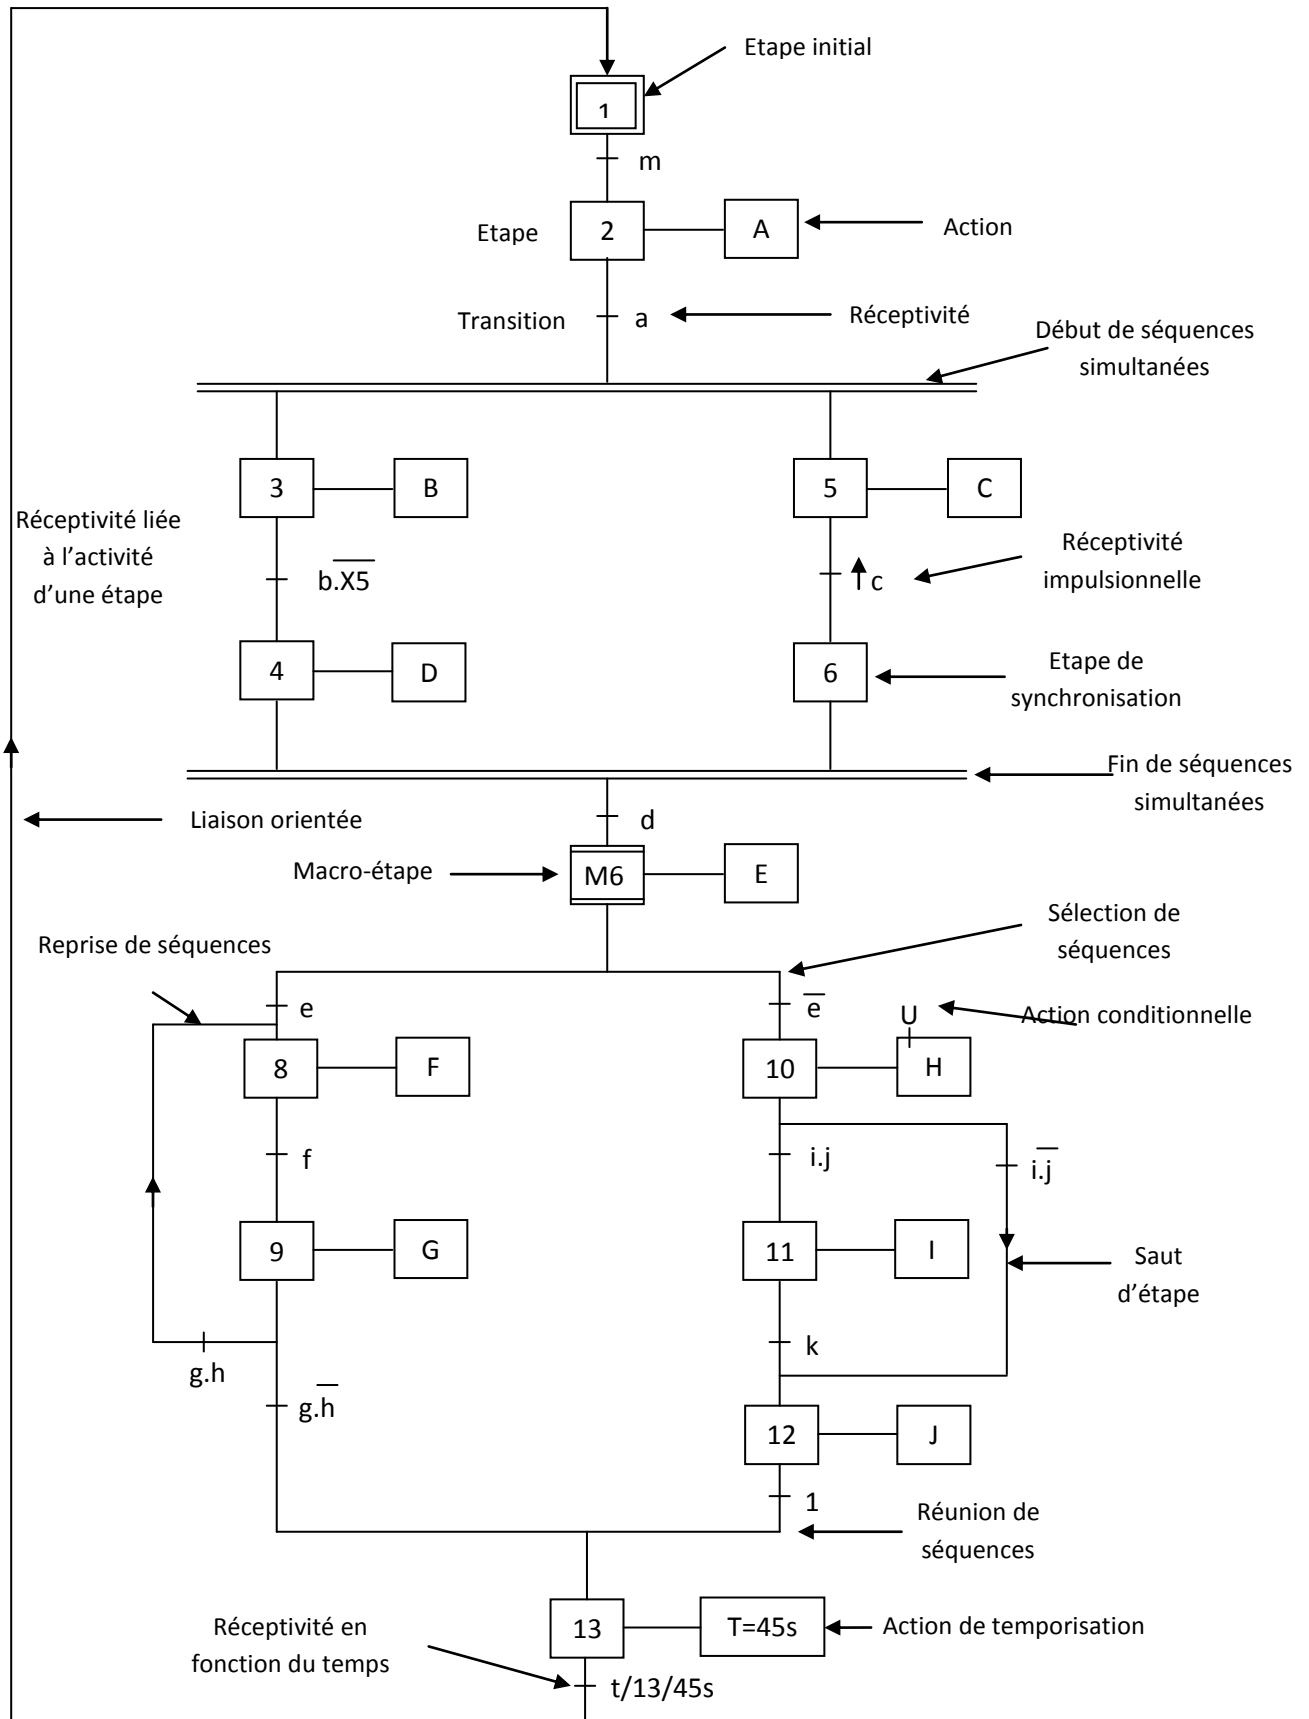 Etape initial
1
m
Etape
2
A
Action
Transition
a
Réceptivité
Début de séquences
simultanées
3
B
5
C
Réceptivité liée
à l’activité
d’une étape
b.X̅5̅
↑c
Réceptivité
impulsionnelle
4
D
6
Etape de
synchronisation
Fin de séquences
simultanées
Liaison orientée
d
Macro-étape
M6
E
Sélection de
séquences
Reprise de séquences
e
e̅
U
Action conditionnelle
8
F
10
H
f
i.j
i.j̅
9
G
11
I
Saut
d’étape
g.h
k
g.h̅
12
J
1
Réunion de
séquences
13
T=45s
Action de temporisation
Réceptivité en
fonction du temps
t/13/45s